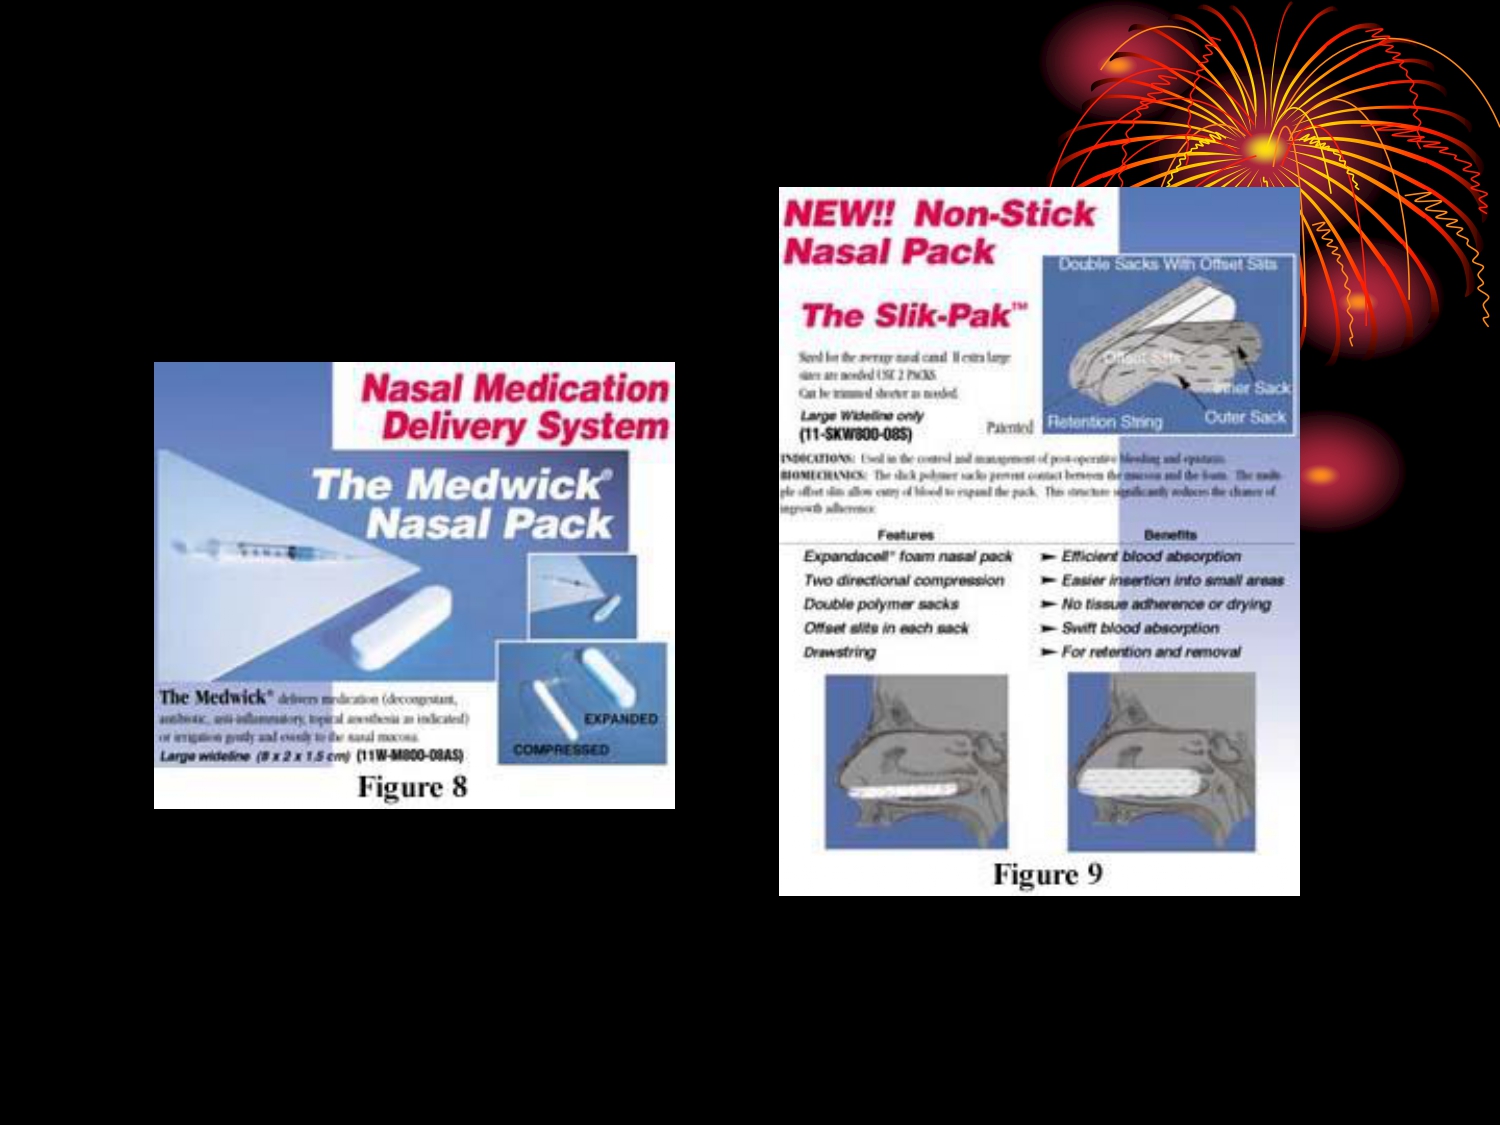 Nasal Medication
Delivery System
The Medwick®
Nasal Pack
EXPANDED
COMPRESSED
The Medwick® delivers medication (decongestant,
antibiotic, anti-inflammatory, topical anesthesia as indicated)
or irrigation gently and evenly to the nasal mucosa.
Large wideline (8 x 2 x 1.5 cm) (11W-M800-08AS)
Figure 8
NEW!! Non-Stick
Nasal Pack
The Slik-Pak™
Double Sacks With Offset Slits
Offset Slits
Inner Sack
Outer Sack
Retention String
Sized for the average nasal canal. If extra large
sizes are needed USE 2 PACKS.
Can be trimmed shorter as needed.
Large Wideline only
(11-SKW800-08S)
Patented
INDICATIONS: Used in the control and management of post-operative bleeding and epistaxis.
BIOMECHANICS: The slick polymer sacks prevent contact between the mucosa and the foam. The multi-
ple offset slits allow entry of blood to expand the pack. This structure significantly reduces the chance of
ingrowth adherence.
Features Benefits
Expandacell® foam nasal pack ► Efficient blood absorption
Two directional compression ► Easier insertion into small areas
Double polymer sacks ► No tissue adherence or drying
Offset slits in each sack ► Swift blood absorption
Drawstring ► For retention and removal
Figure 9